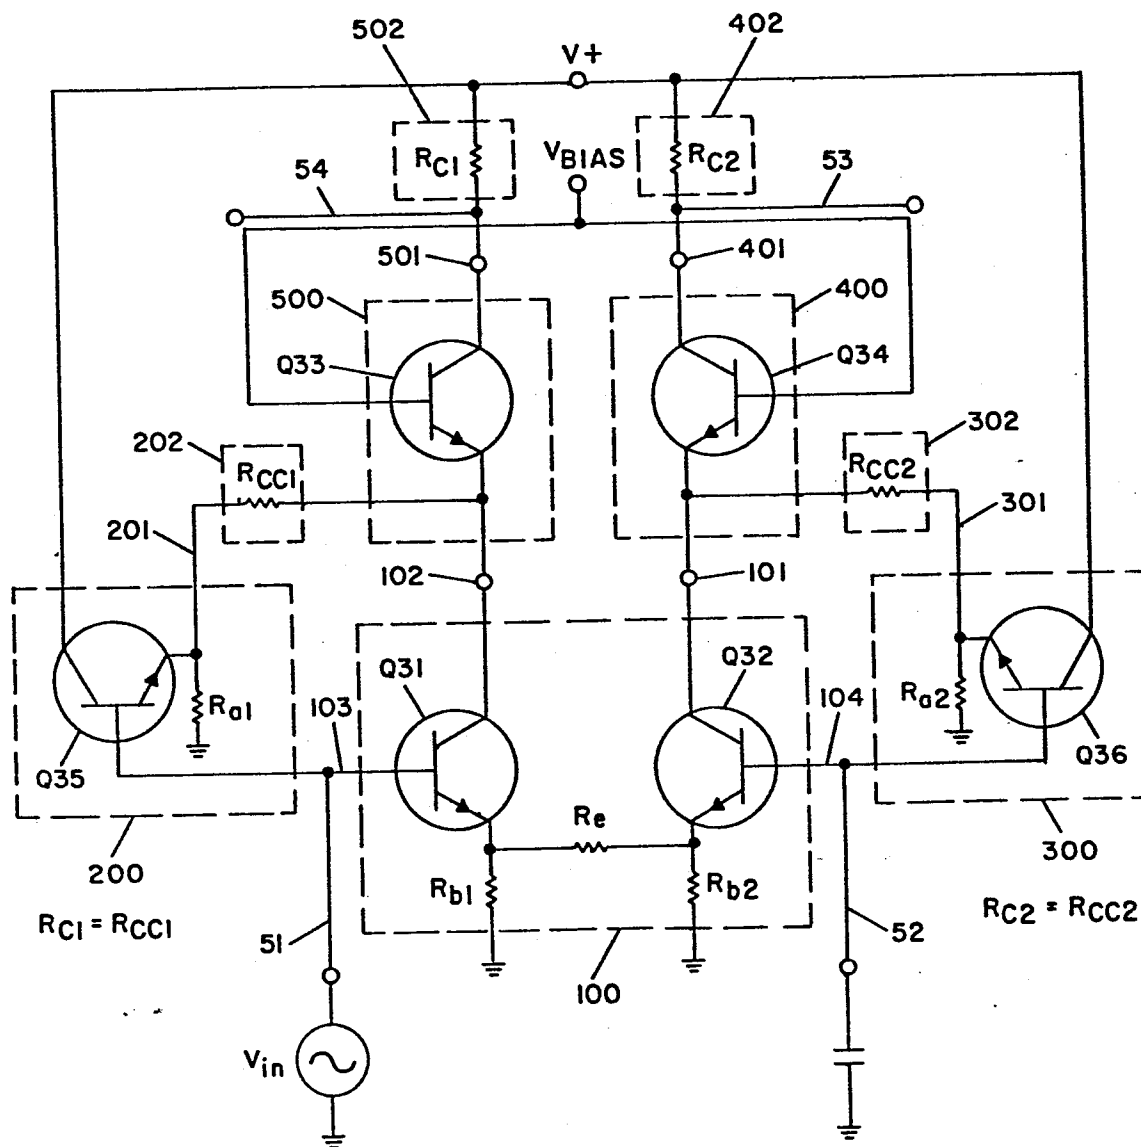 502
402
V+
RC1
VBIAS
RC2
54
53
501
401
500
400
Q33
Q34
202
302
RCC1
RCC2
201
301
102
101
Q31
Q32
Ra1
103
104
Ra2
Q35
Q36
Re
200
Rb1
Rb2
300
RC1 = RCC1
RC2 = RCC2
51
52
100
Vin